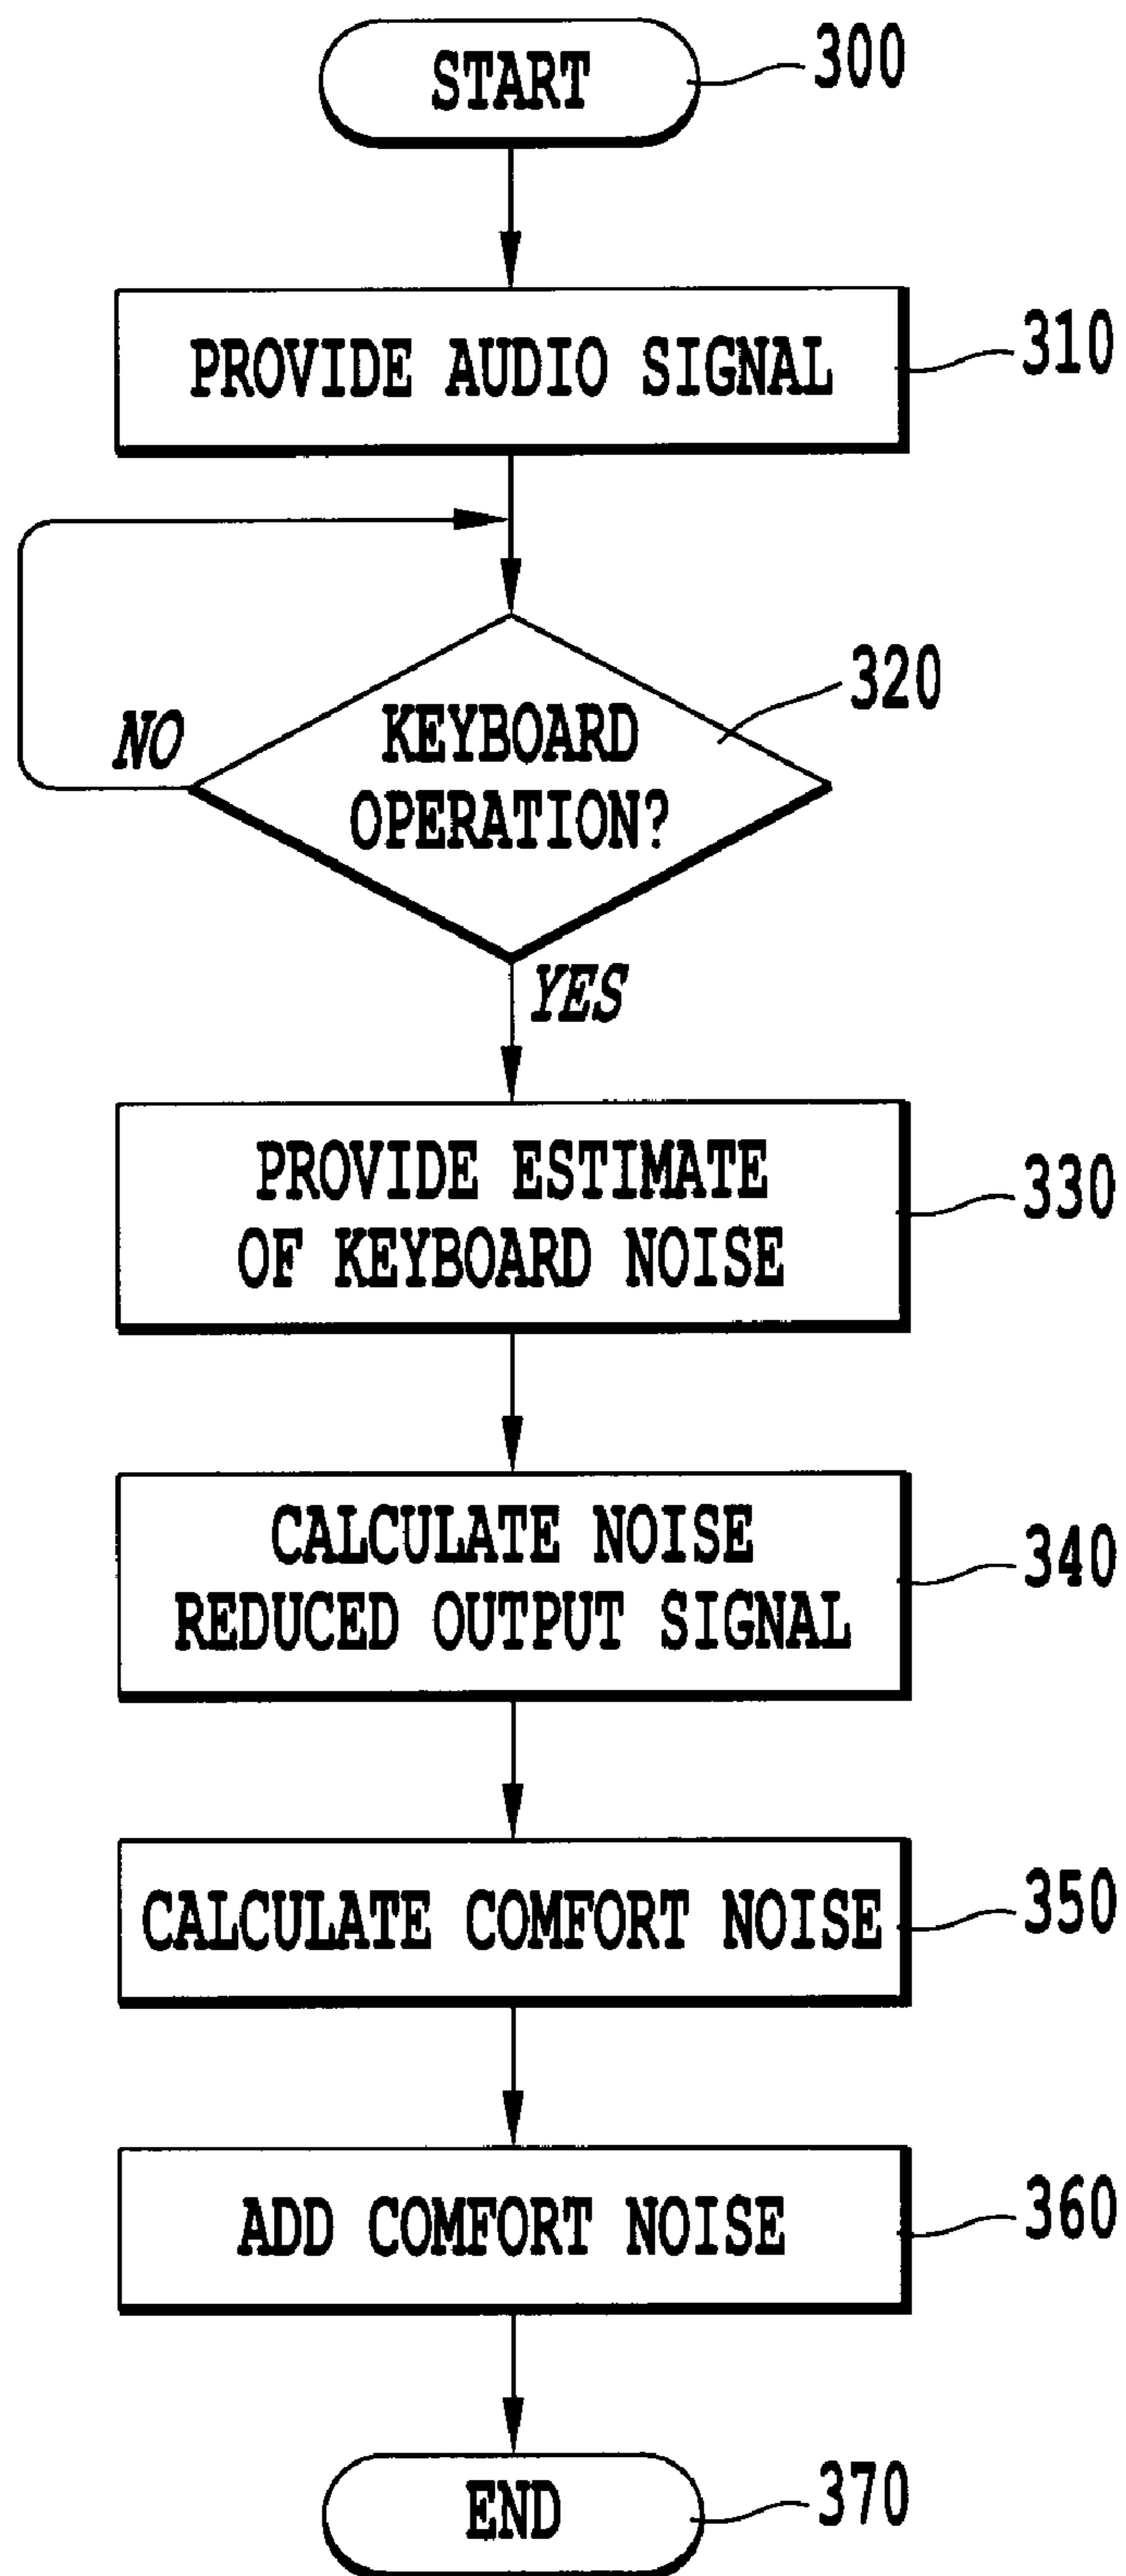 START
300
PROVIDE AUDIO SIGNAL
310
KEYBOARD
OPERATION?
320
NO
YES
PROVIDE ESTIMATE
OF KEYBOARD NOISE
330
CALCULATE NOISE
REDUCED OUTPUT SIGNAL
340
CALCULATE COMFORT NOISE
350
ADD COMFORT NOISE
360
END
370